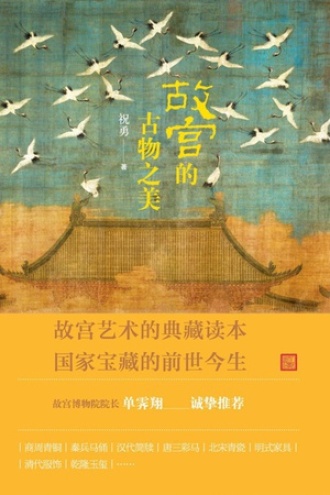 故宫的
古物之美
祝勇 著
故宫艺术的典藏读本
国家宝藏的前世今生
故宫博物院院长 单霁翔 诚挚推荐
|商周青铜|秦兵马俑|汉代简牍|唐三彩马|北宋青瓷|明式家具|
|清代服饰|乾隆玉玺|……